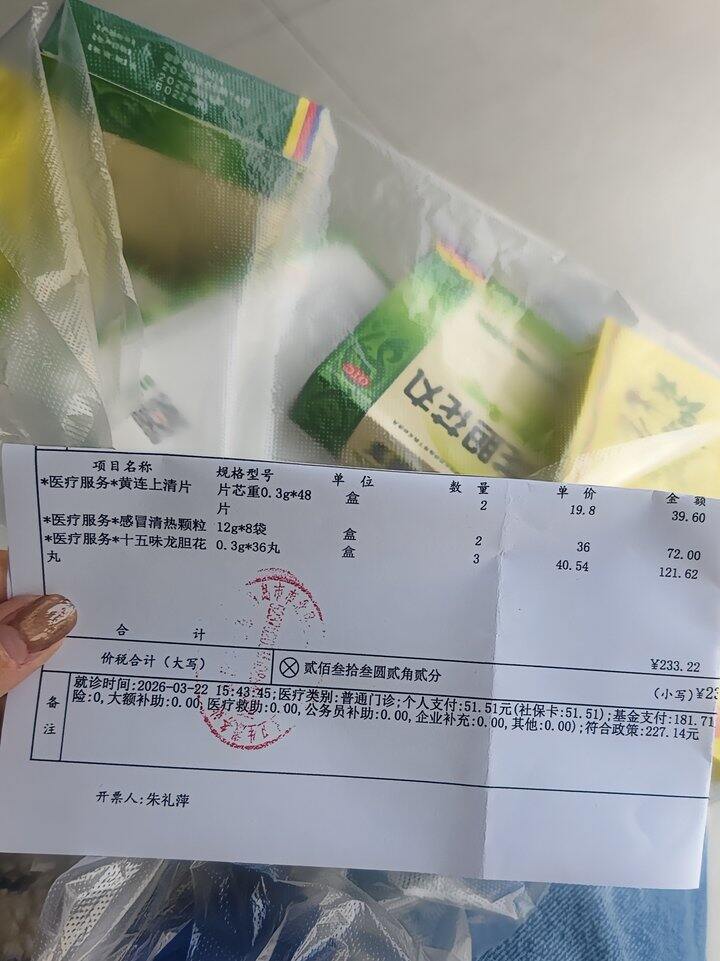 胆花丸
项目名称 规格型号 单位 数量 单价 金额
*医疗服务*黄连上清片 片芯重0.3g*48片 盒 2 19.8 39.60
*医疗服务*感冒清热颗粒 12g*8袋 盒 2 36 72.00
*医疗服务*十五味龙胆花丸 0.3g*36丸 盒 3 40.54 121.62
合计 ¥233.22
价税合计（大写） ⊗贰佰叁拾叁圆贰角贰分 (小写)¥23
备注
就诊时间:2026-03-22 15:43:45;医疗类别:普通门诊;个人支付:51.51元(社保卡:51.51);基金支付:181.71
险:0,大额补助:0.00,医疗救助:0.00,公务员补助:0.00,企业补充:0.00,其他:0.00);符合政策:227.14元
开票人:朱礼萍